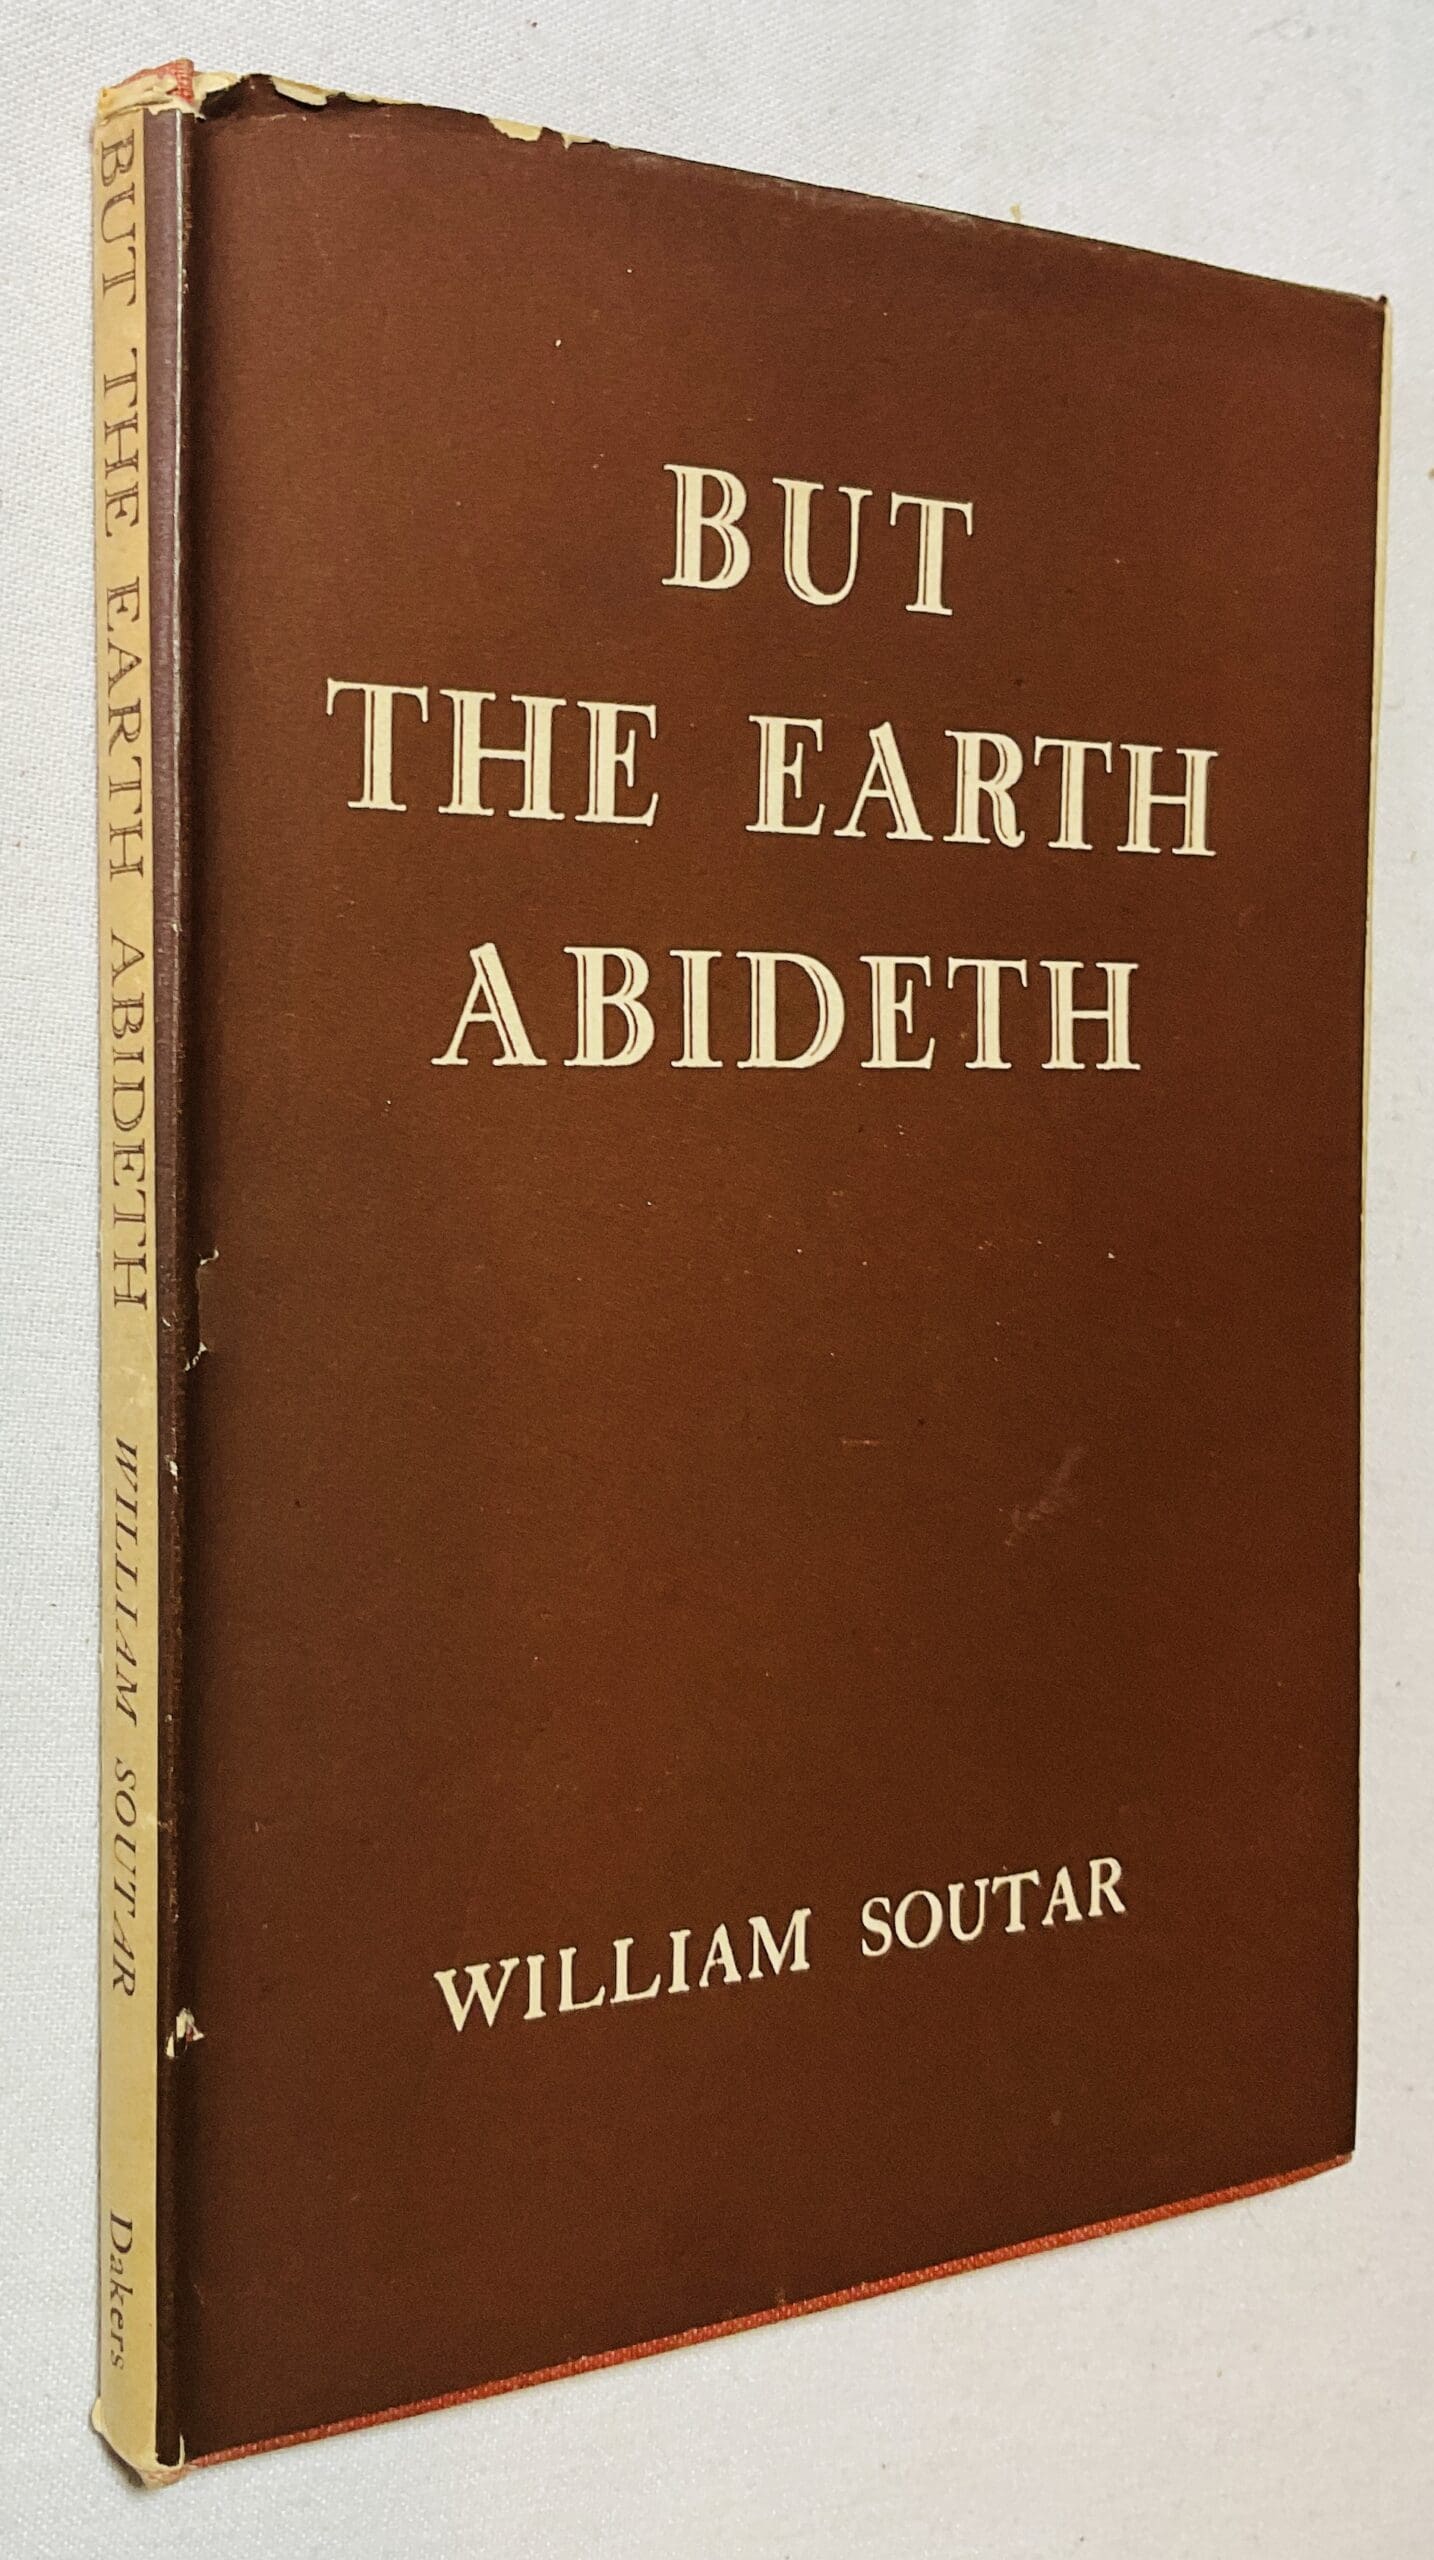 BUT THE EARTH ABIDETH WILLIAM SOUTAR Dakers
BUT
THE EARTH
ABIDETH
WILLIAM SOUTAR